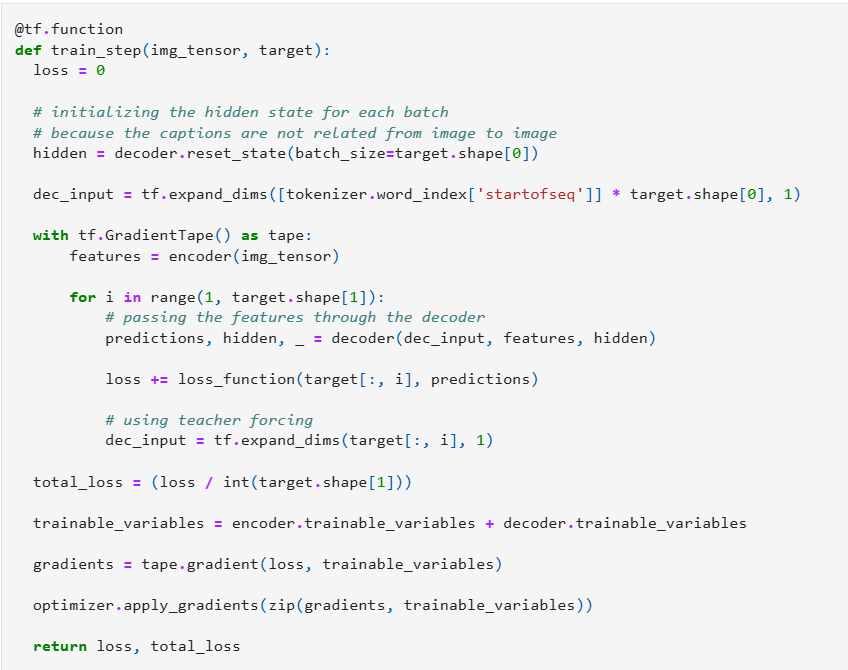 @tf.function
def train_step(img_tensor, target):
  loss = 0

  # initializing the hidden state for each batch
  # because the captions are not related from image to image
  hidden = decoder.reset_state(batch_size=target.shape[0])

  dec_input = tf.expand_dims([tokenizer.word_index['startofseq']] * target.shape[0], 1)

  with tf.GradientTape() as tape:
      features = encoder(img_tensor)

      for i in range(1, target.shape[1]):
          # passing the features through the decoder
          predictions, hidden, _ = decoder(dec_input, features, hidden)

          loss += loss_function(target[:, i], predictions)

          # using teacher forcing
          dec_input = tf.expand_dims(target[:, i], 1)

  total_loss = (loss / int(target.shape[1]))

  trainable_variables = encoder.trainable_variables + decoder.trainable_variables

  gradients = tape.gradient(loss, trainable_variables)

  optimizer.apply_gradients(zip(gradients, trainable_variables))

  return loss, total_loss